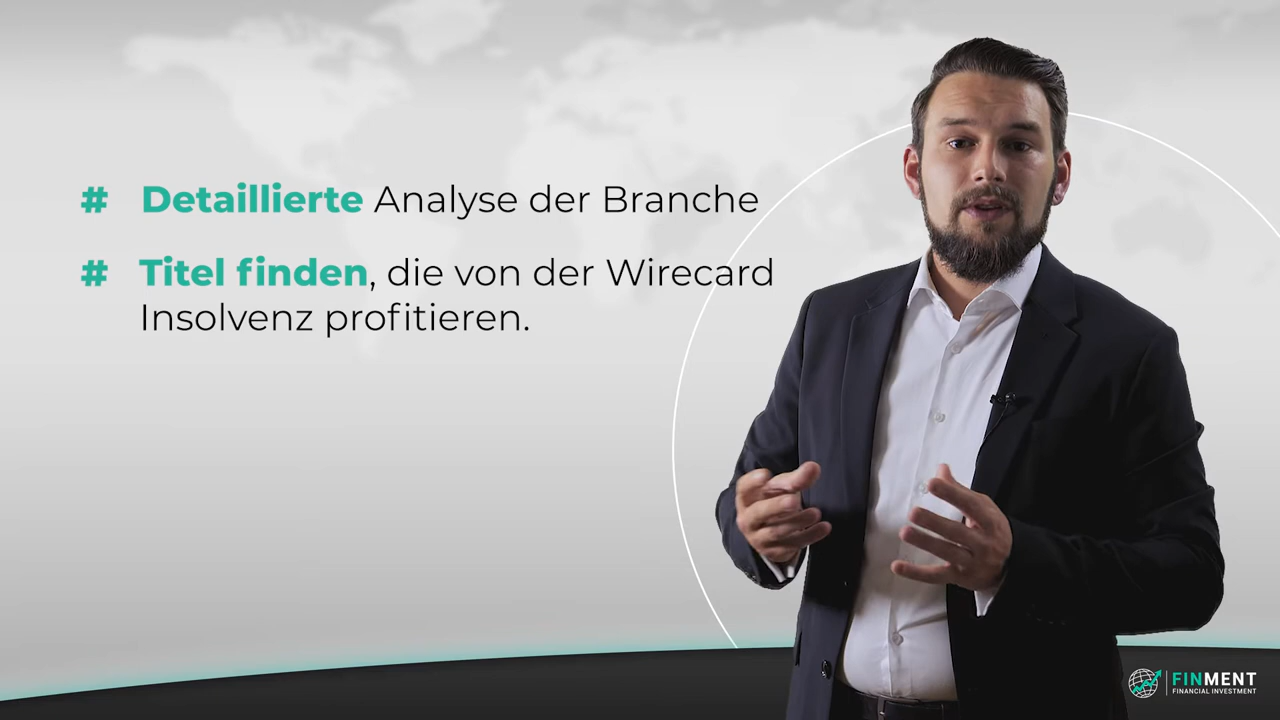 # Detaillierte Analyse der Branche
# Titel finden, die von der Wirecard
Insolvenz profitieren.
FINMENT
FINANCIAL INVESTMENT